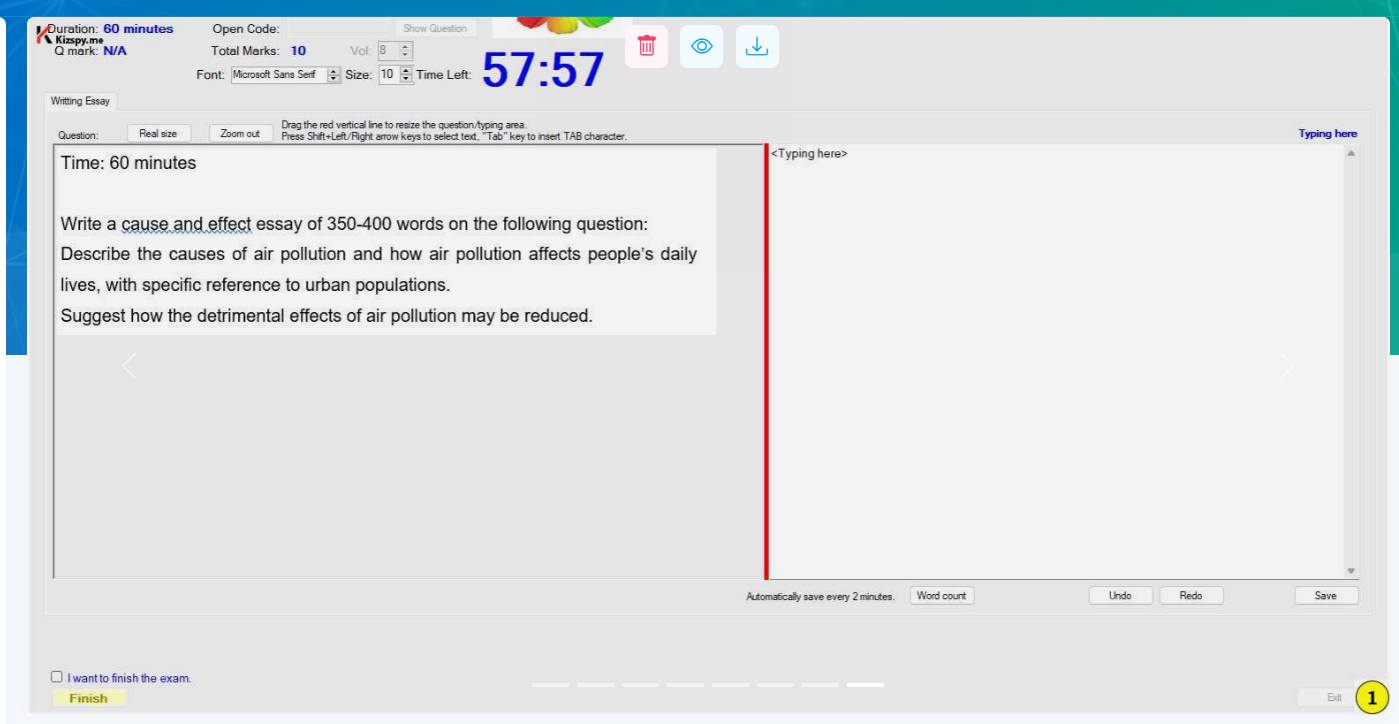 Duration: 60 minutes Open Code: Show Question
Kizspy.me
Q mark: N/A Total Marks: 10 Vol: 8
Font: Microsoft Sans Serif Size: 10 Time Left: 57:57
Writting Essay
Question: Real size Zoom out Drag the red vertical line to resize the question/typing area.
Press Shift+Left/Right arrow keys to select text, "Tab" key to insert TAB character.
Typing here
Time: 60 minutes
Write a cause and effect essay of 350-400 words on the following question:
Describe the causes of air pollution and how air pollution affects people's daily
lives, with specific reference to urban populations.
Suggest how the detrimental effects of air pollution may be reduced.
<Typing here>
Automatically save every 2 minutes. Word count Undo Redo Save
I want to finish the exam.
Finish Exit 1